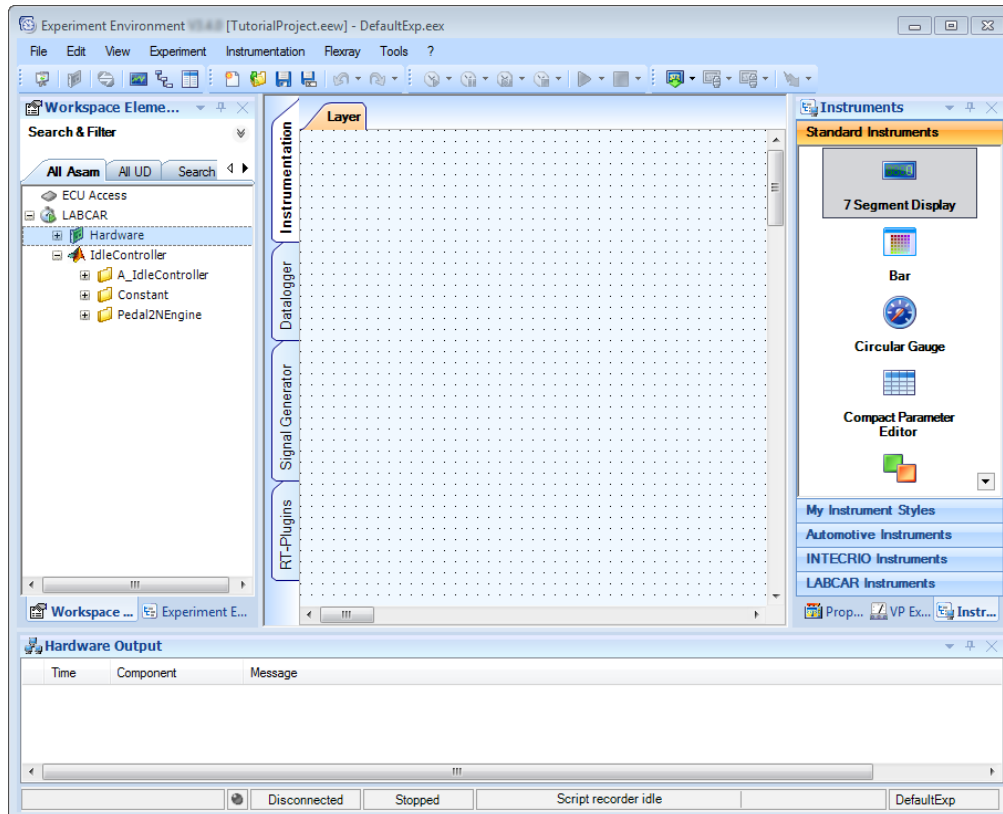 Experiment Environment [TutorialProject.eew] - DefaultExp.eex
File Edit View Experiment Instrumentation Flexray Tools ?
Workspace Eleme...
Search & Filter
All Asam All UD Search
ECU Access
LABCAR
Hardware
IdleController
A_IdleController
Constant
Pedal2NEngine
Workspace ... Experiment E...
Layer
Instrumentation
Datalogger
Signal Generator
RT-Plugins
Instruments
Standard Instruments
7 Segment Display
Bar
Circular Gauge
Compact Parameter
Editor
My Instrument Styles
Automotive Instruments
INTECRIO Instruments
LABCAR Instruments
Prop... VP Ex... Instr...
Hardware Output
Time Component Message
Disconnected Stopped Script recorder idle DefaultExp